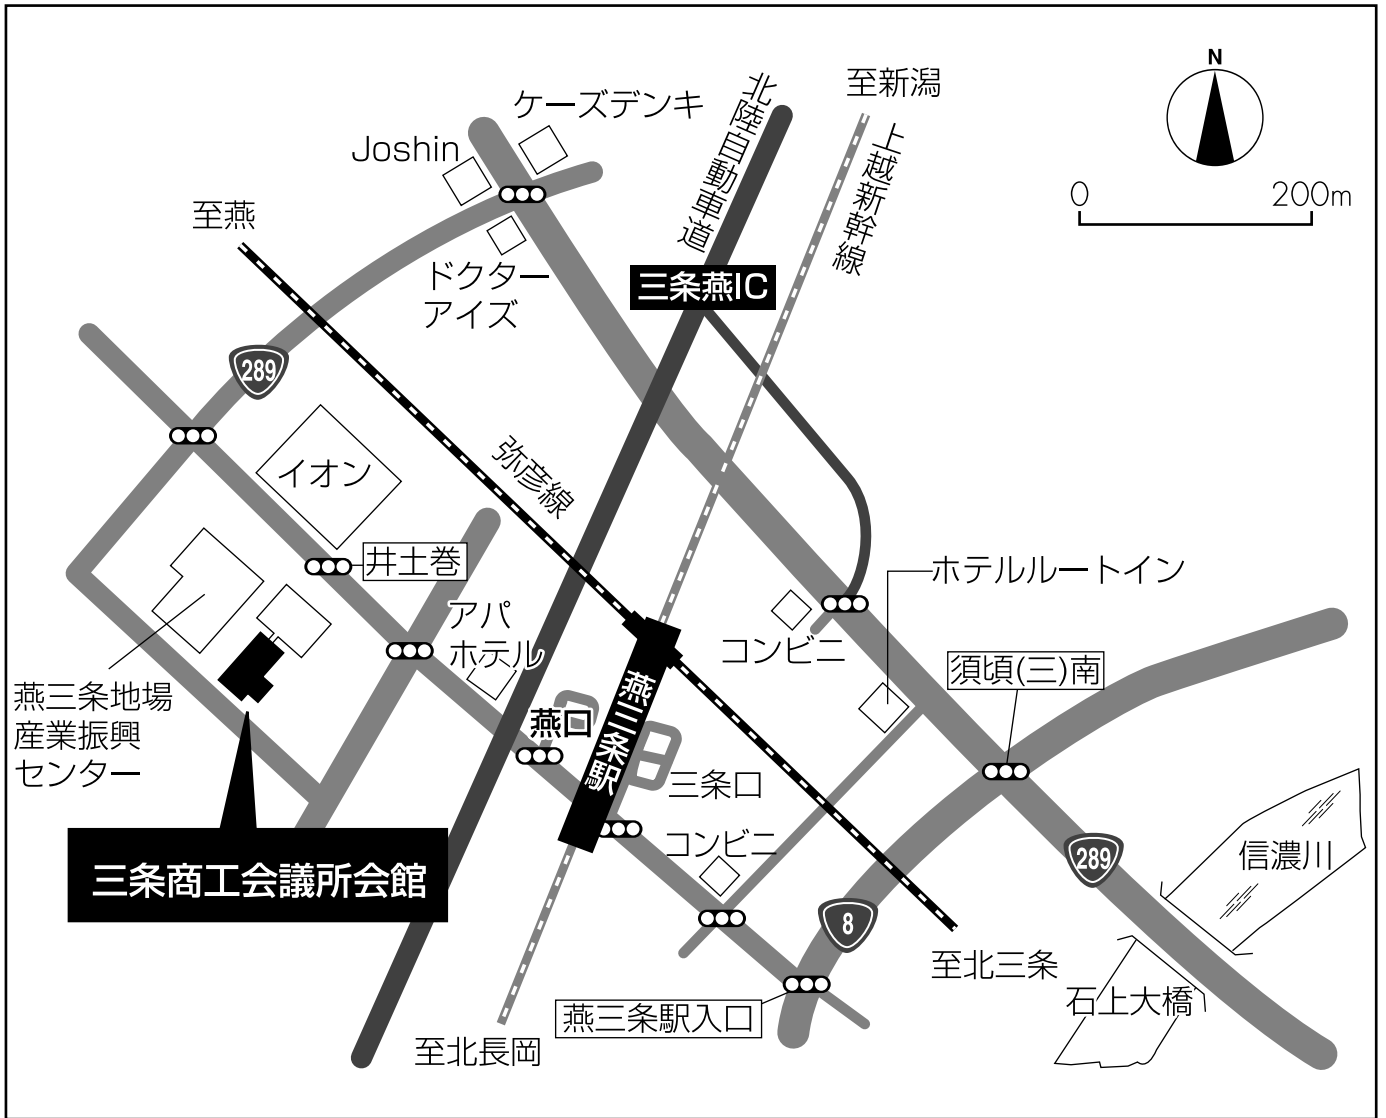 N
0 200m
至新潟
北陸自動車道
上越新幹線
ケーズデンキ
Joshin
至燕
ドクター
アイズ
三条燕IC
289
イオン
弥彦線
井土巻
アパ
ホテル
ホテルルートイン
コンビニ
須頃(三)南
燕三条地場
産業振興
センター
燕口
燕三条駅
三条口
コンビニ
三条商工会議所会館
289
信濃川
8
至北三条
石上大橋
燕三条駅入口
至北長岡